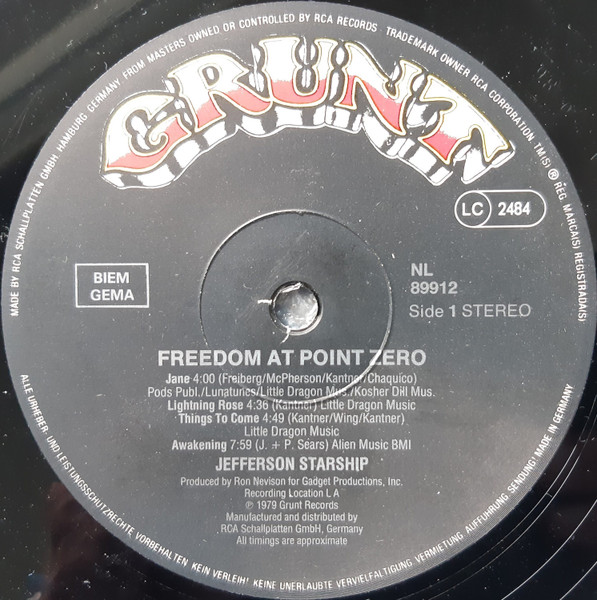 MADE BY RCA SCHALLPLATTEN GMBH, HAMBURG, GERMANY, FROM MASTERS OWNED OR CONTROLLED BY RCA RECORDS · TRADEMARK OWNER RCA CORPORATION TM(S) ® REG. MARCA(S) REGISTRADA(S)
GRUNT
LC 2484
BIEM
GEMA
NL
89912
Side 1 STEREO
FREEDOM AT POINT ZERO
Jane 4:00 (Freiberg/McPherson/Kantner/Chaquico)
Pods Publ./Lunatunes/Little Dragon Mus./Kosher Dill Mus.
Lightning Rose 4:36 (Kantner) Little Dragon Music
Things To Come 4:49 (Kantner/Wing/Kantner)
Little Dragon Music
Awakening 7:59 (J. + P. Sears) Alien Music BMI
JEFFERSON STARSHIP
Produced by Ron Nevison for Gadget Productions, Inc.
Recording Location L A
℗ 1979 Grunt Records
Manufactured and distributed by
RCA Schallplatten GmbH, Germany
All timings are approximate
ALLE URHEBER- UND LEISTUNGSSCHUTZRECHTE VORBEHALTEN KEIN VERLEIH! KEINE UNERLAUBTE VERVIELFÄLTIGUNG, VERMIETUNG, AUFFÜHRUNG, SENDUNG! MADE IN GERMANY